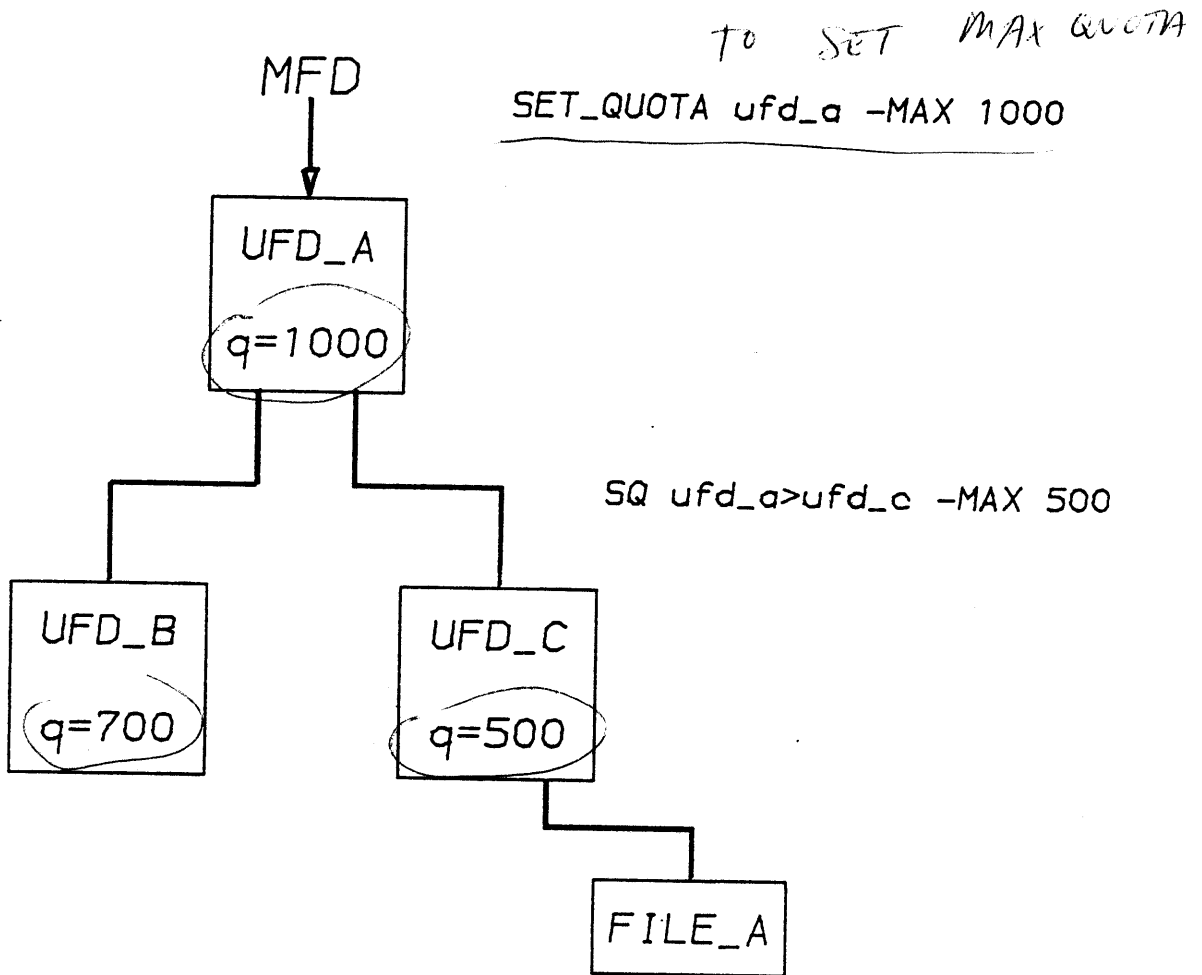 TO SET MAX QUOTA
MFD
SET_QUOTA ufd_a -MAX 1000
UFD_A
q=1000
SQ ufd_a>ufd_c -MAX 500
UFD_B
q=700
UFD_C
q=500
FILE_A